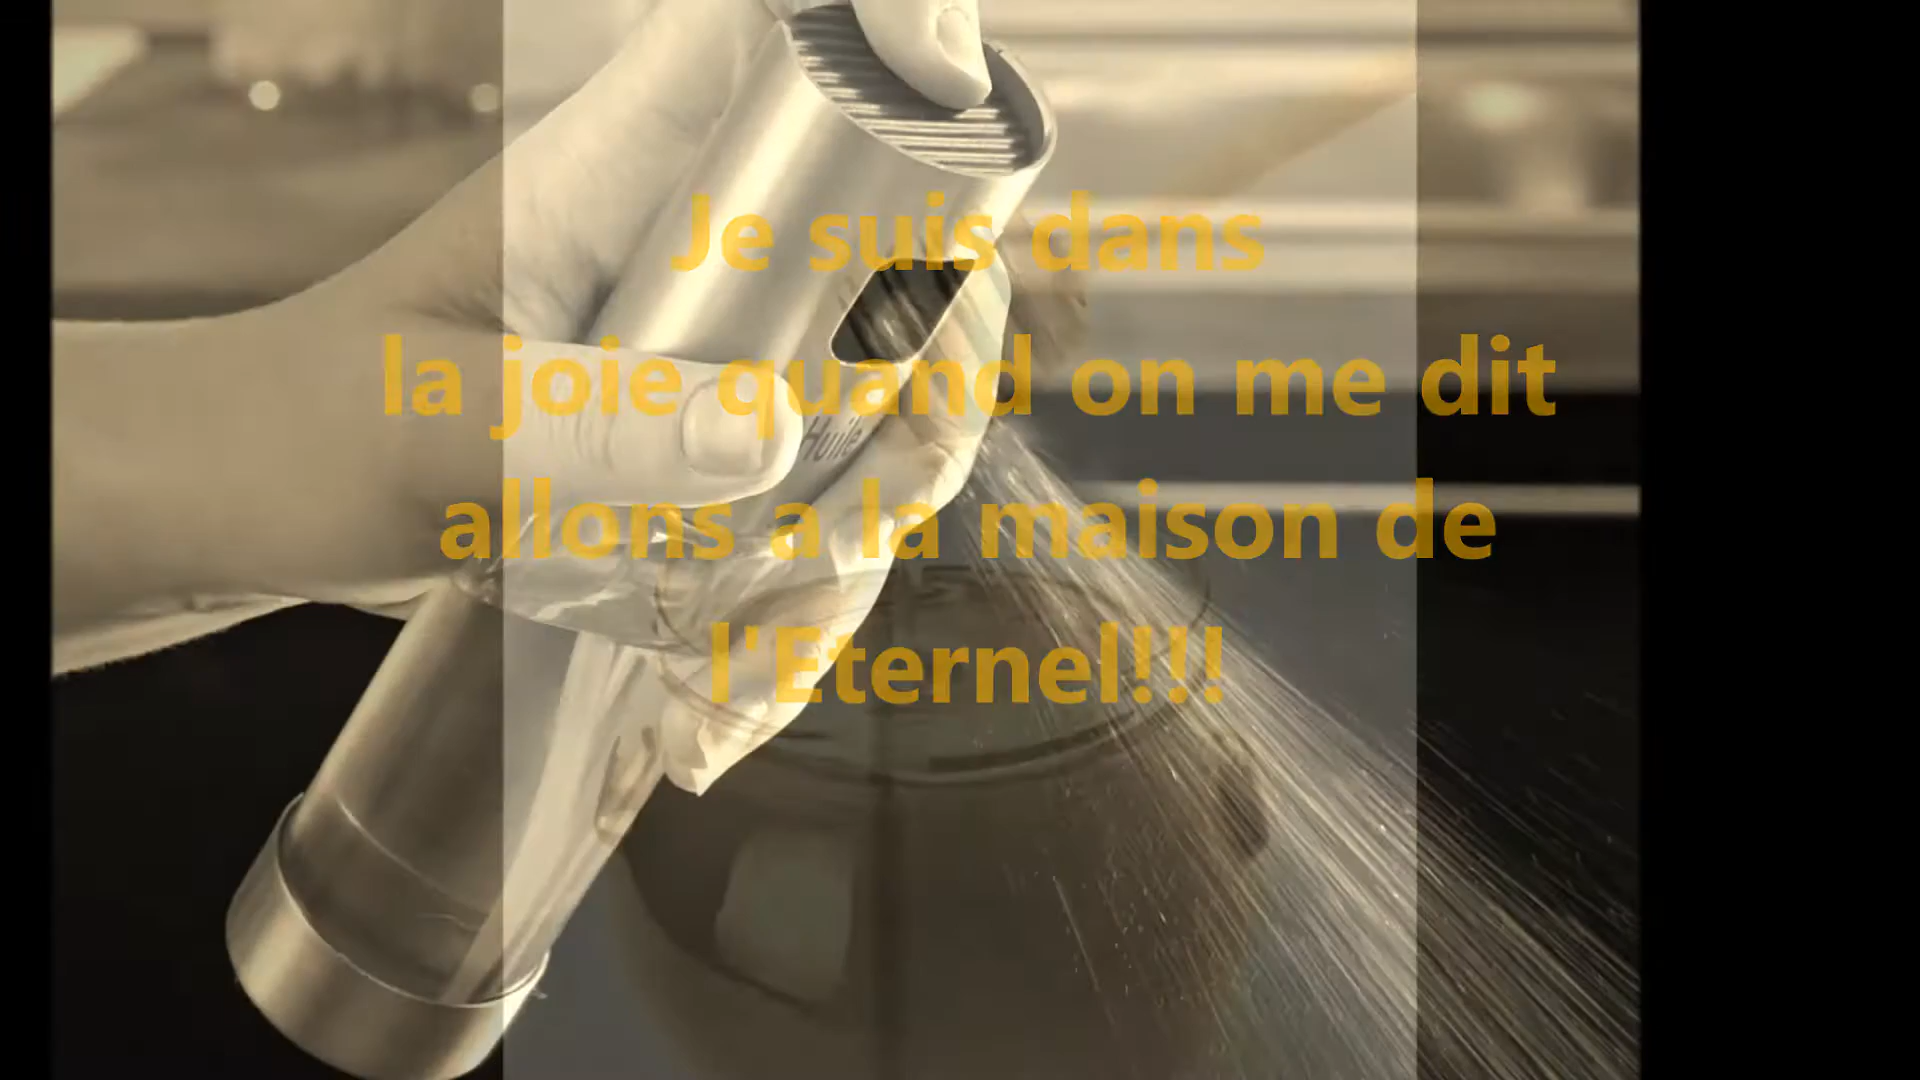 Je suis dans
la joie quand on me dit
Huile
allons a la maison de
l'Eternel!!!